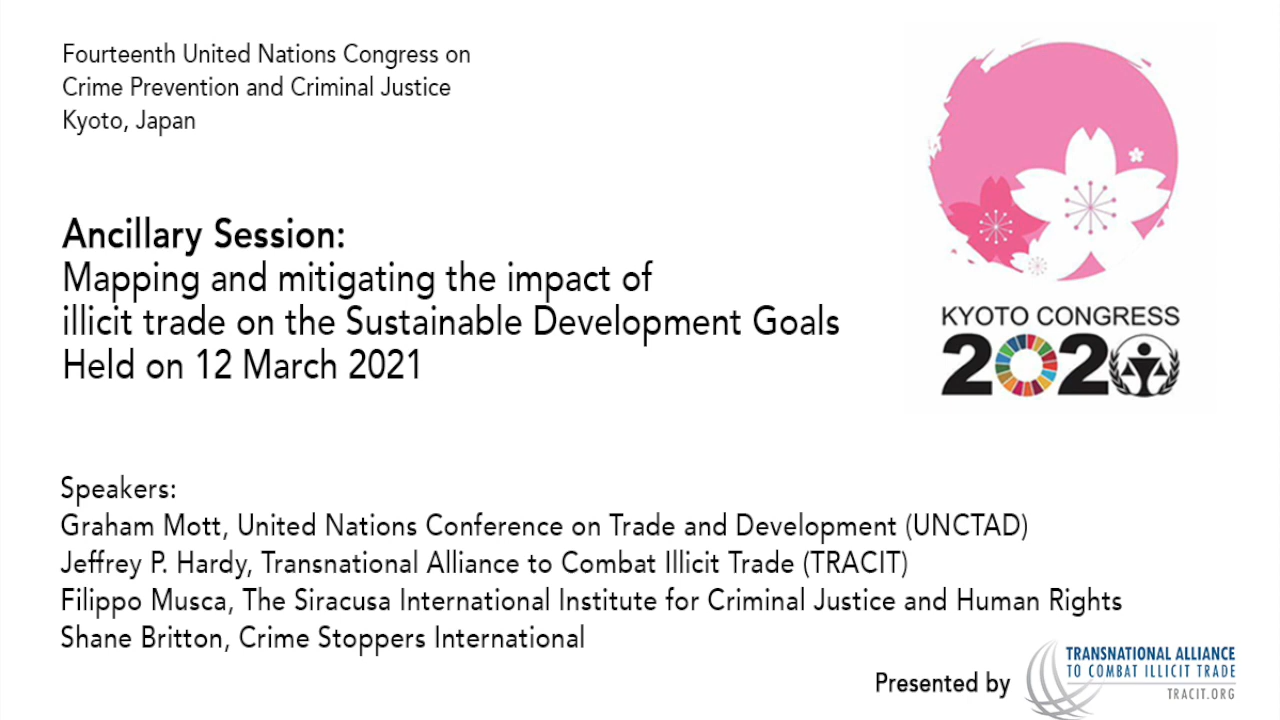 Fourteenth United Nations Congress on
Crime Prevention and Criminal Justice
Kyoto, Japan
KYOTO CONGRESS
2020
Ancillary Session:
Mapping and mitigating the impact of
illicit trade on the Sustainable Development Goals
Held on 12 March 2021
Speakers:
Graham Mott, United Nations Conference on Trade and Development (UNCTAD)
Jeffrey P. Hardy, Transnational Alliance to Combat Illicit Trade (TRACIT)
Filippo Musca, The Siracusa International Institute for Criminal Justice and Human Rights
Shane Britton, Crime Stoppers International
Presented by
TRANSNATIONAL ALLIANCE
TO COMBAT ILLICIT TRADE
TRACIT.ORG